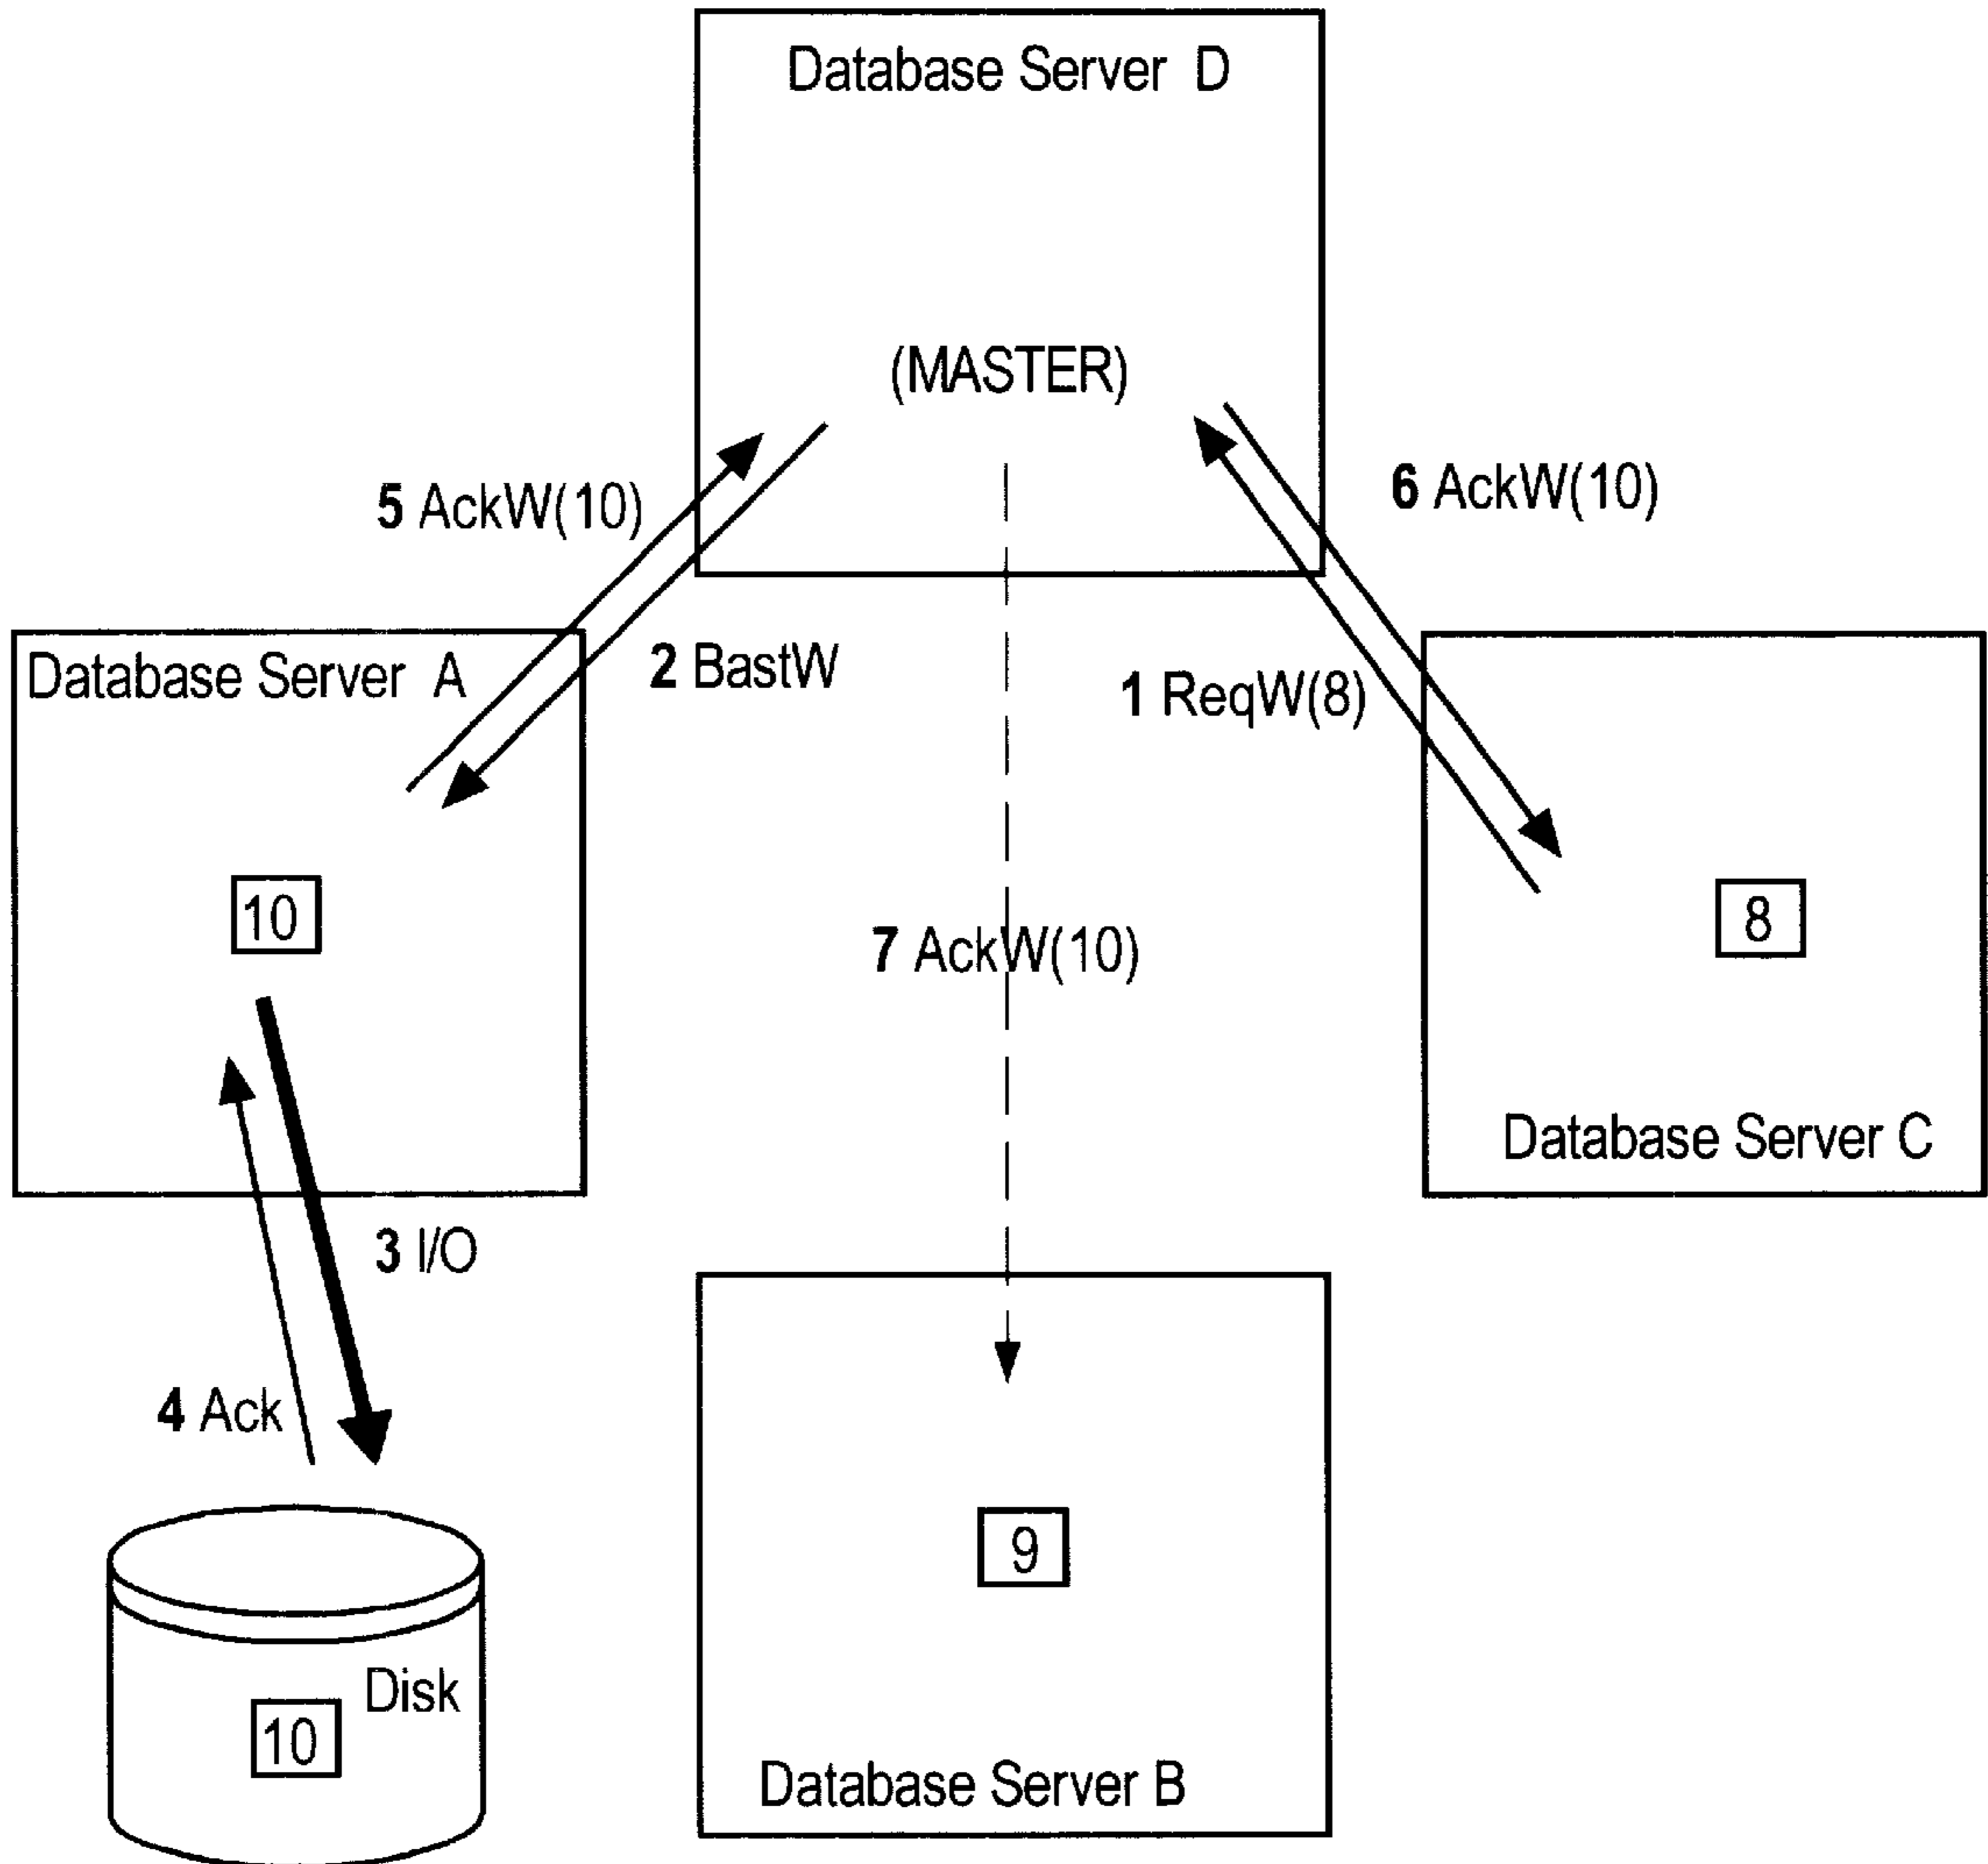 Database Server D
(MASTER)
5 AckW(10)
6 AckW(10)
Database Server A
2 BastW
1 ReqW(8)
10
8
7 AckW(10)
Database Server C
3 I/O
4 Ack
9
Disk
10
Database Server B